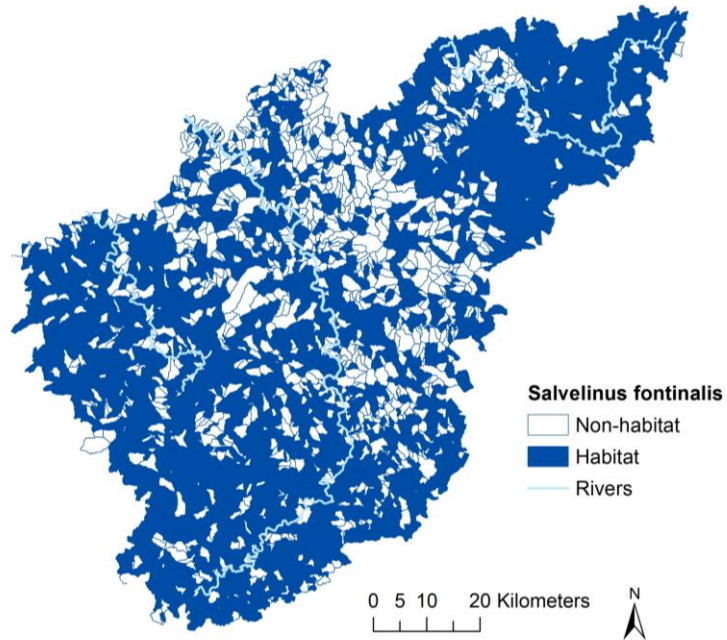 Salvelinus fontinalis
Non-habitat
Habitat
Rivers
0 5 10 20 Kilometers
N